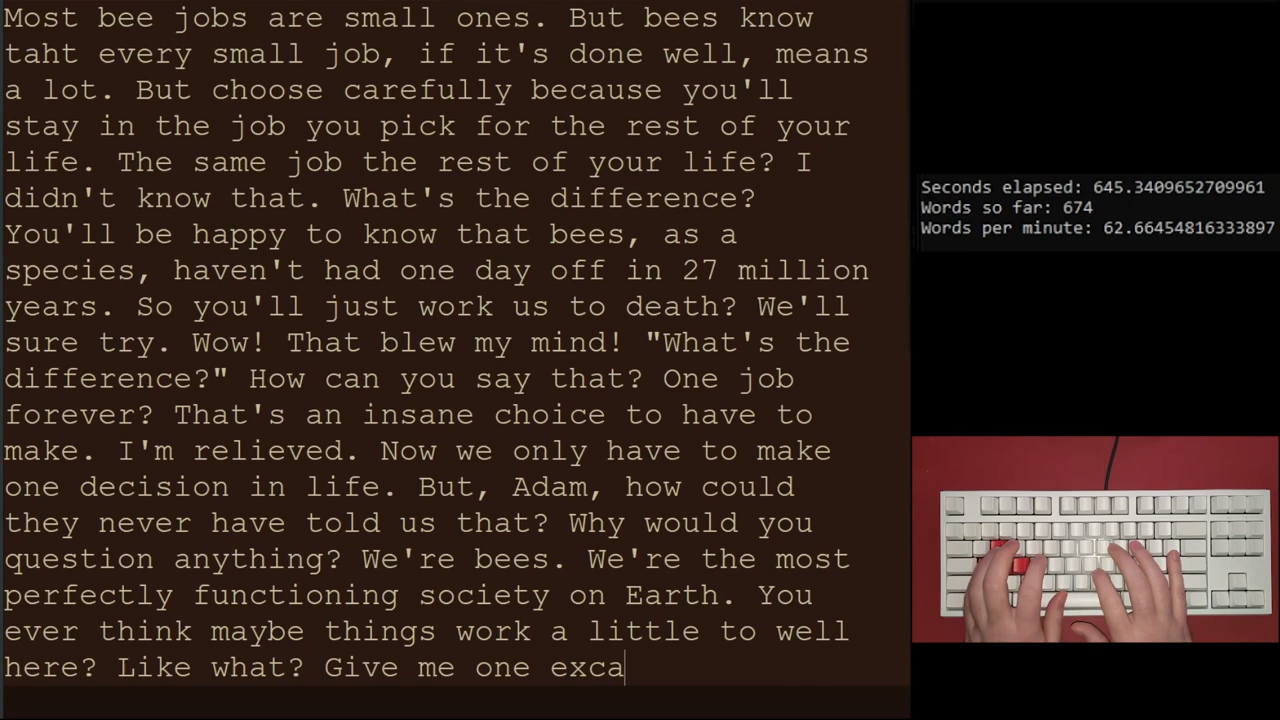 Most bee jobs are small ones. But bees know
taht every small job, if it's done well, means
a lot. But choose carefully because you'll
stay in the job you pick for the rest of your
life. The same job the rest of your life? I
didn't know that. What's the difference?
You'll be happy to know that bees, as a
species, haven't had one day off in 27 million
years. So you'll just work us to death? We'll
sure try. Wow! That blew my mind! "What's the
difference?" How can you say that? One job
forever? That's an insane choice to have to
make. I'm relieved. Now we only have to make
one decision in life. But, Adam, how could
they never have told us that? Why would you
question anything? We're bees. We're the most
perfectly functioning society on Earth. You
ever think maybe things work a little to well
here? Like what? Give me one exca
Seconds elapsed: 645.3409652709961
Words so far: 674
Words per minute: 62.66454816333897